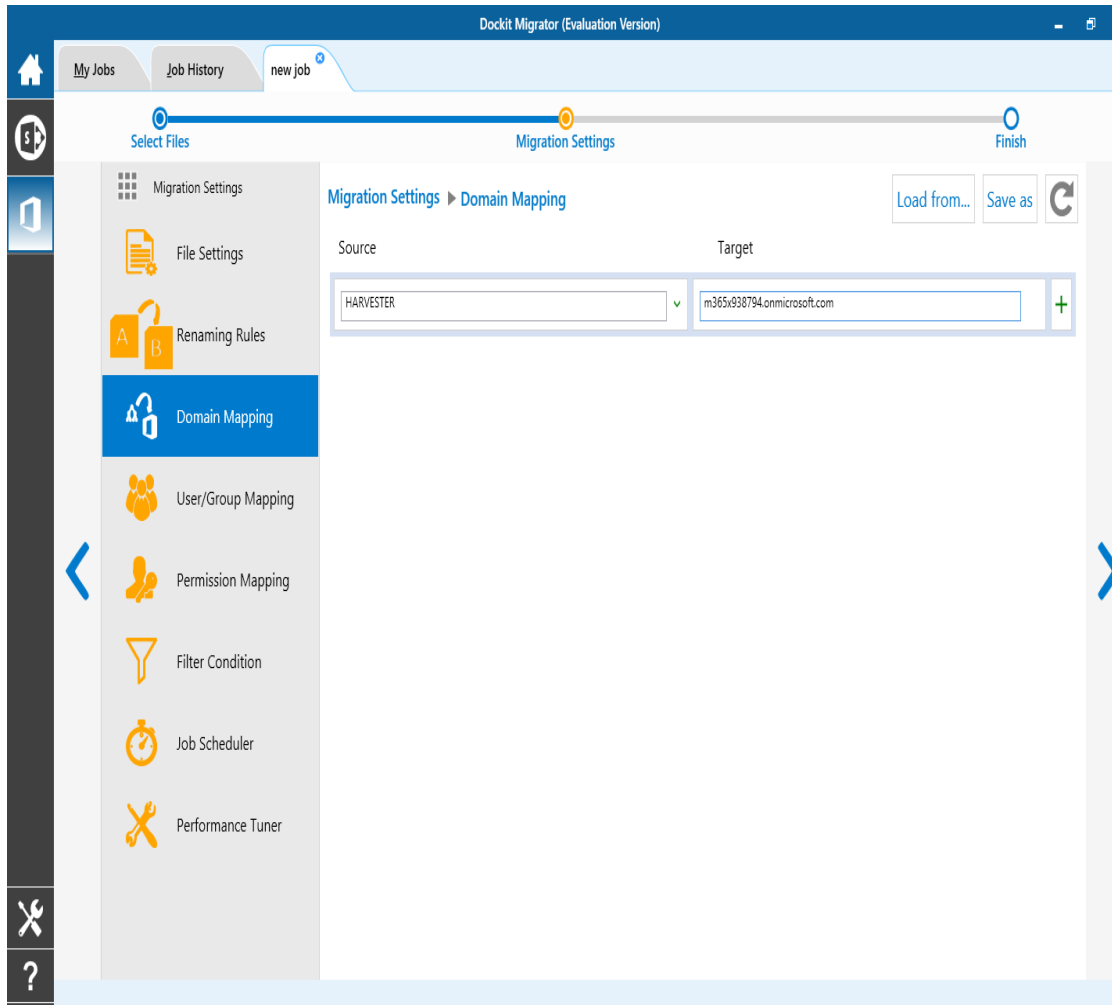 Dockit Migrator (Evaluation Version)
My Jobs
Job History
new job
Select Files
Migration Settings
Finish
Migration Settings
Migration Settings ▶ Domain Mapping
Load from...
Save as
File Settings
Source
Target
HARVESTER
m365x938794.onmicrosoft.com
A
B
Renaming Rules
Domain Mapping
User/Group Mapping
Permission Mapping
Filter Condition
Job Scheduler
Performance Tuner
?